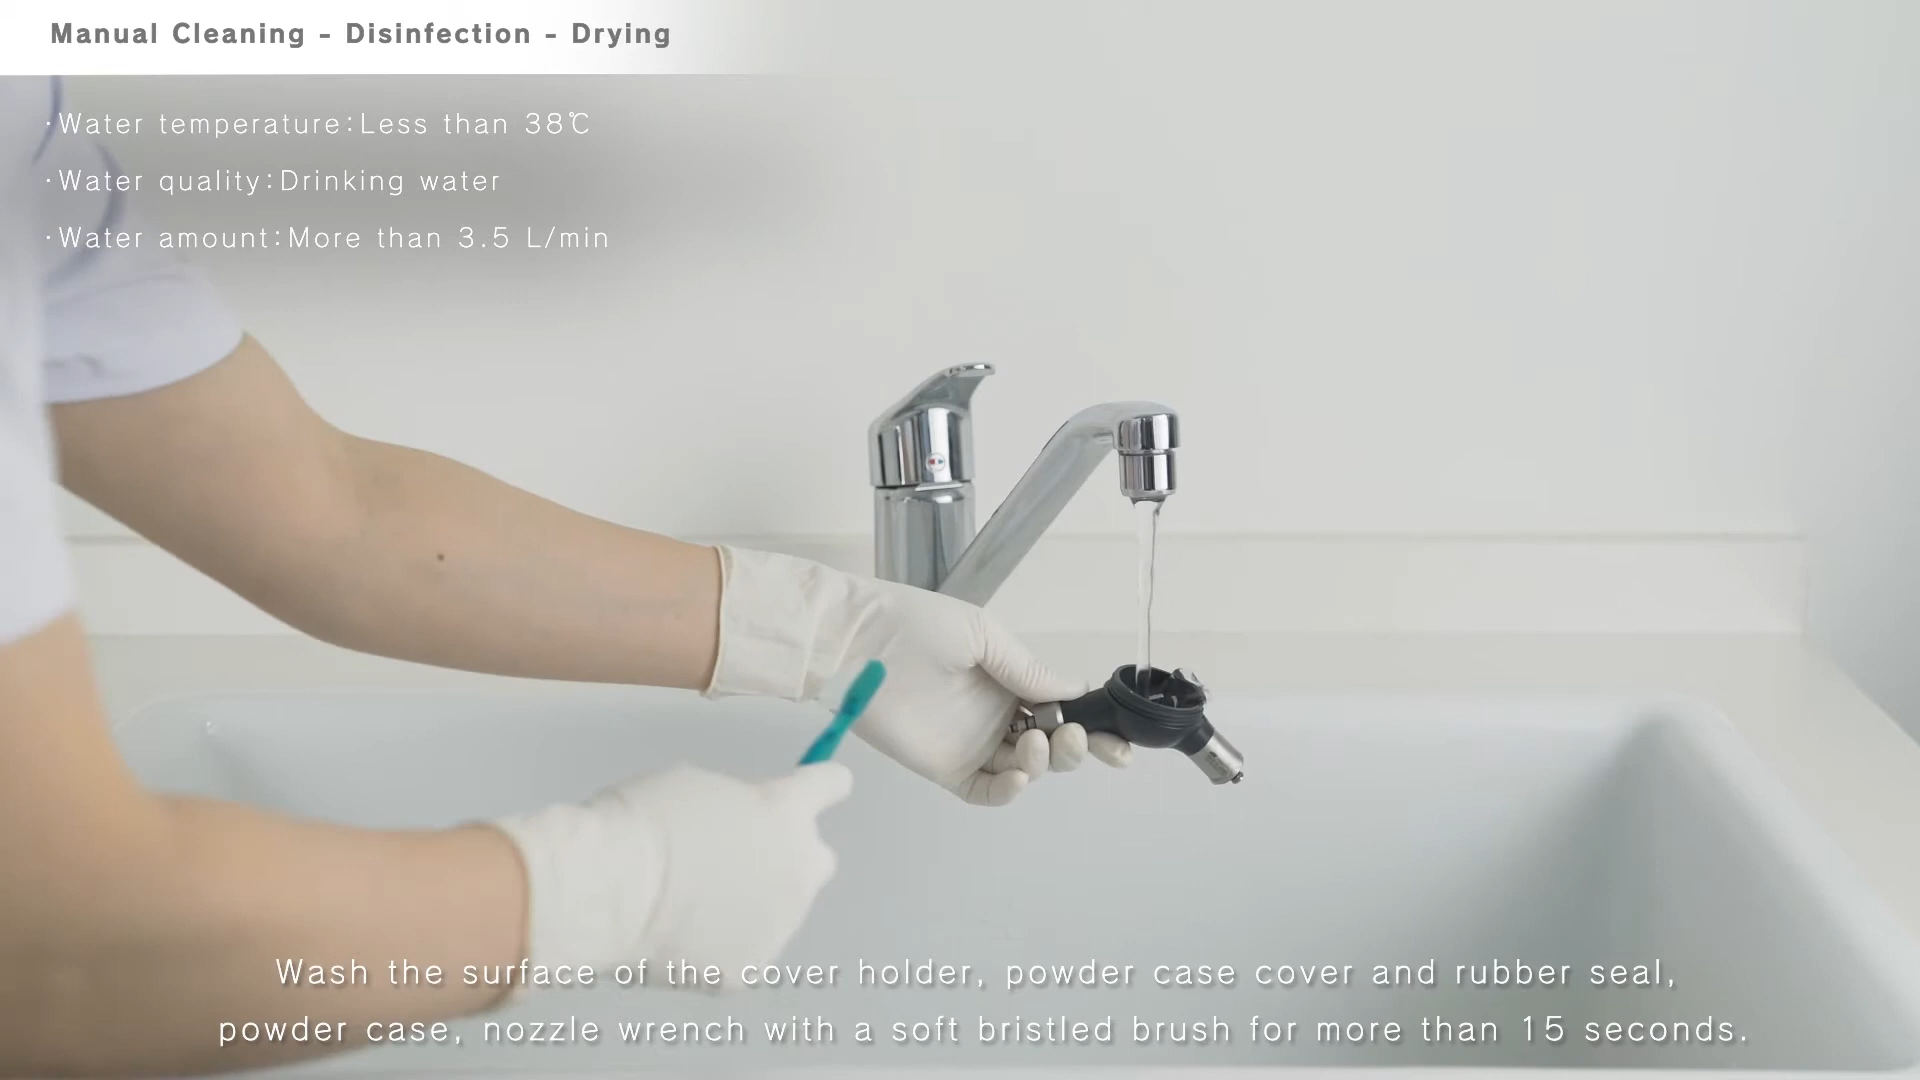 Manual Cleaning - Disinfection - Drying
·Water temperature:Less than 38℃
·Water quality:Drinking water
·Water amount:More than 3.5 L/min
Wash the surface of the cover holder, powder case cover and rubber seal,
powder case, nozzle wrench with a soft bristled brush for more than 15 seconds.